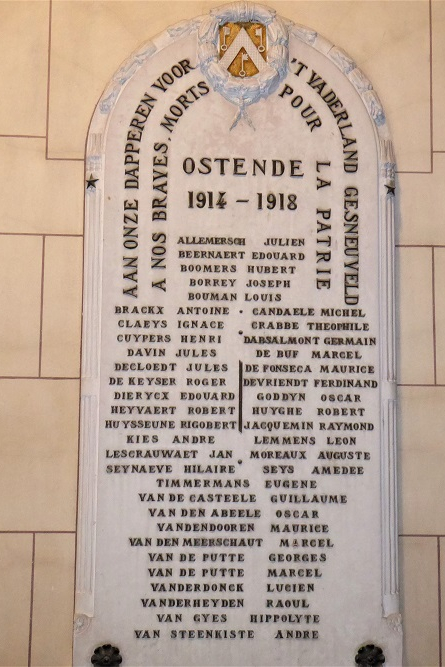 AAN ONZE DAPPEREN VOOR 'T VADERLAND GESNEUVELD
A NOS BRAVES, MORTS POUR LA PATRIE
OSTENDE
1914 - 1918
ALLEMERSCH JULIEN
BEERNAERT EDOUARD
BOOMERS HUBERT
BORREY JOSEPH
BOUMAN LOUIS
BRACKX ANTOINE
CLAEYS IGNACE
CUYPERS HENRI
DAVIN JULES
DECLOEDT JULES
DE KEYSER ROGER
DIERYCX EDOUARD
HEYVAERT ROBERT
HUYSSEUNE RIGOBERT
KIES ANDRE
LESCRAUWAET JAN
SEYNAEVE HILAIRE
CANDAELE MICHEL
CRABBE THEOPHILE
DABSALMONT GERMAIN
DE BUF MARCEL
DE FONSECA MAURICE
DEVRIENDT FERDINAND
GODDYN OSCAR
HUYGHE ROBERT
JACQUEMIN RAYMOND
LEMMENS LEON
MOREAUX AUGUSTE
SEYS AMEDEE
TIMMERMANS EUGENE
VAN DE CASTEELE GUILLAUME
VAN DEN ABEELE OSCAR
VANDENDOOREN MAURICE
VAN DEN MEERSCHAUT MARCEL
VAN DE PUTTE GEORGES
VAN DE PUTTE MARCEL
VANDERDONCK LUCIEN
VANDERHEYDEN RAOUL
VAN GYES HIPPOLYTE
VAN STEENKISTE ANDRE